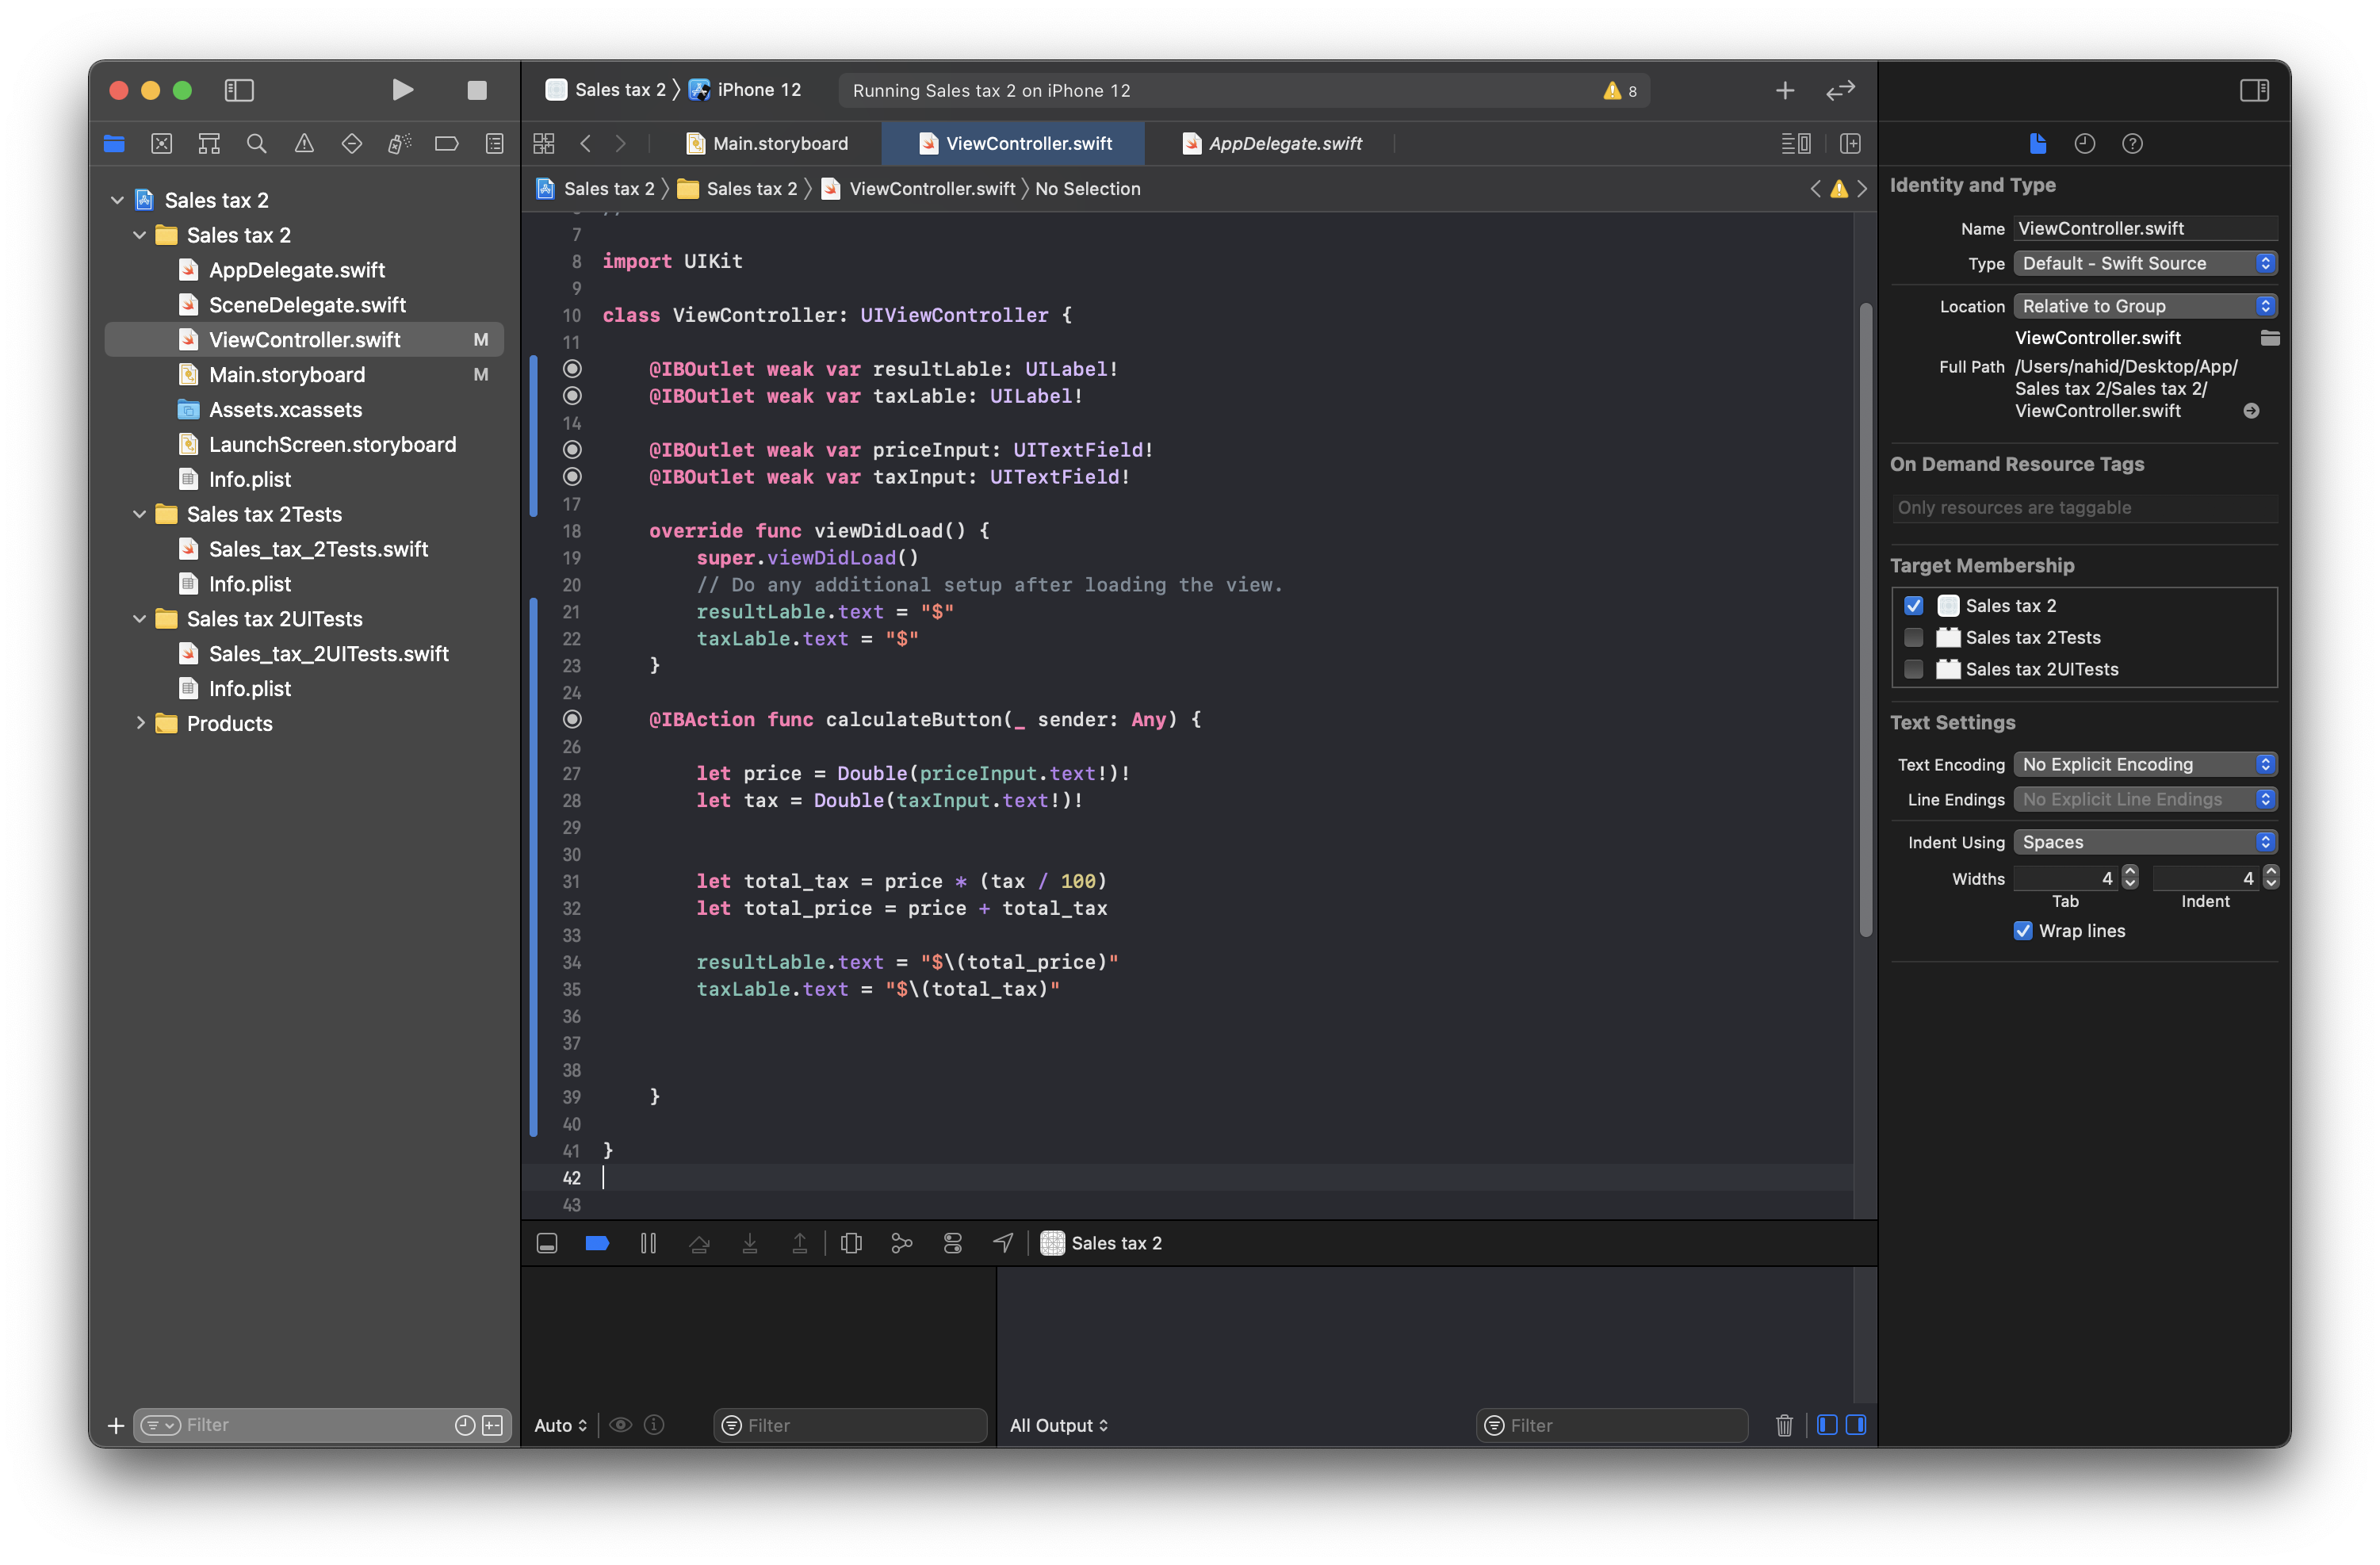 Sales tax 2
iPhone 12
Running Sales tax 2 on iPhone 12
8
Main.storyboard
ViewController.swift
AppDelegate.swift
Sales tax 2
Sales tax 2
ViewController.swift
No Selection
Sales tax 2
Sales tax 2
AppDelegate.swift
SceneDelegate.swift
ViewController.swift M
Main.storyboard M
Assets.xcassets
LaunchScreen.storyboard
Info.plist
Sales tax 2Tests
Sales_tax_2Tests.swift
Info.plist
Sales tax 2UITests
Sales_tax_2UITests.swift
Info.plist
Products
Filter
7
8 import UIKit
9
10 class ViewController: UIViewController {
11
@IBOutlet weak var resultLable: UILabel!
@IBOutlet weak var taxLable: UILabel!
14
@IBOutlet weak var priceInput: UITextField!
@IBOutlet weak var taxInput: UITextField!
17
18 override func viewDidLoad() {
19 super.viewDidLoad()
20 // Do any additional setup after loading the view.
21 resultLable.text = "$"
22 taxLable.text = "$"
23 }
24
@IBAction func calculateButton(_ sender: Any) {
26
27 let price = Double(priceInput.text!)!
28 let tax = Double(taxInput.text!)!
29
30
31 let total_tax = price * (tax / 100)
32 let total_price = price + total_tax
33
34 resultLable.text = "$\(total_price)"
35 taxLable.text = "$\(total_tax)"
36
37
38
39 }
40
41 }
42
43
Sales tax 2
Auto
Filter
All Output
Filter
Identity and Type
Name ViewController.swift
Type Default - Swift Source
Location Relative to Group
ViewController.swift
Full Path /Users/nahid/Desktop/App/
Sales tax 2/Sales tax 2/
ViewController.swift
On Demand Resource Tags
Only resources are taggable
Target Membership
Sales tax 2
Sales tax 2Tests
Sales tax 2UITests
Text Settings
Text Encoding No Explicit Encoding
Line Endings No Explicit Line Endings
Indent Using Spaces
Widths 4 4
Tab Indent
Wrap lines